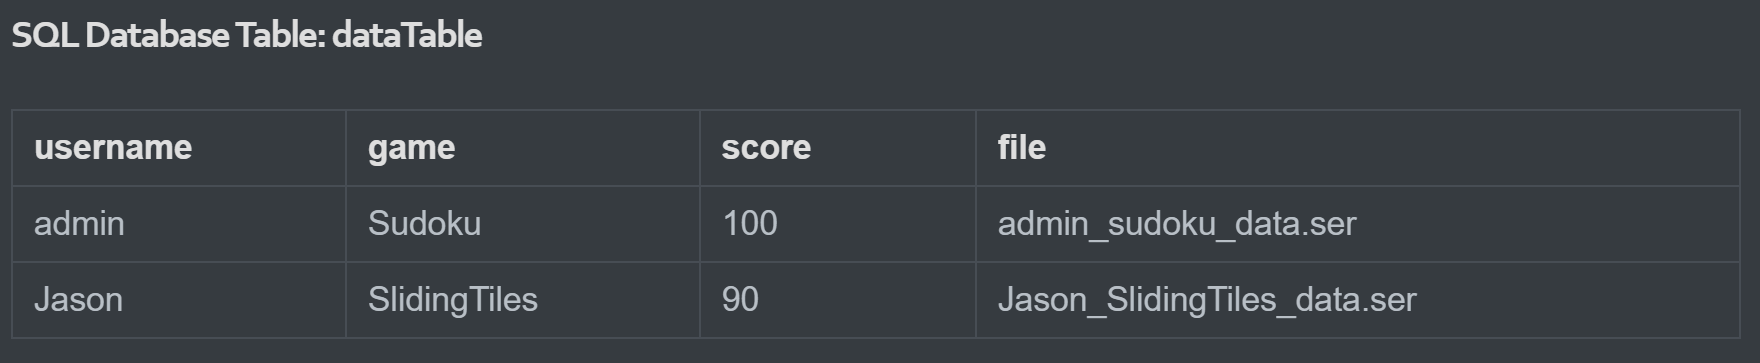 SQL Database Table: dataTable
username game score file
admin Sudoku 100 admin_sudoku_data.ser
Jason SlidingTiles 90 Jason_SlidingTiles_data.ser